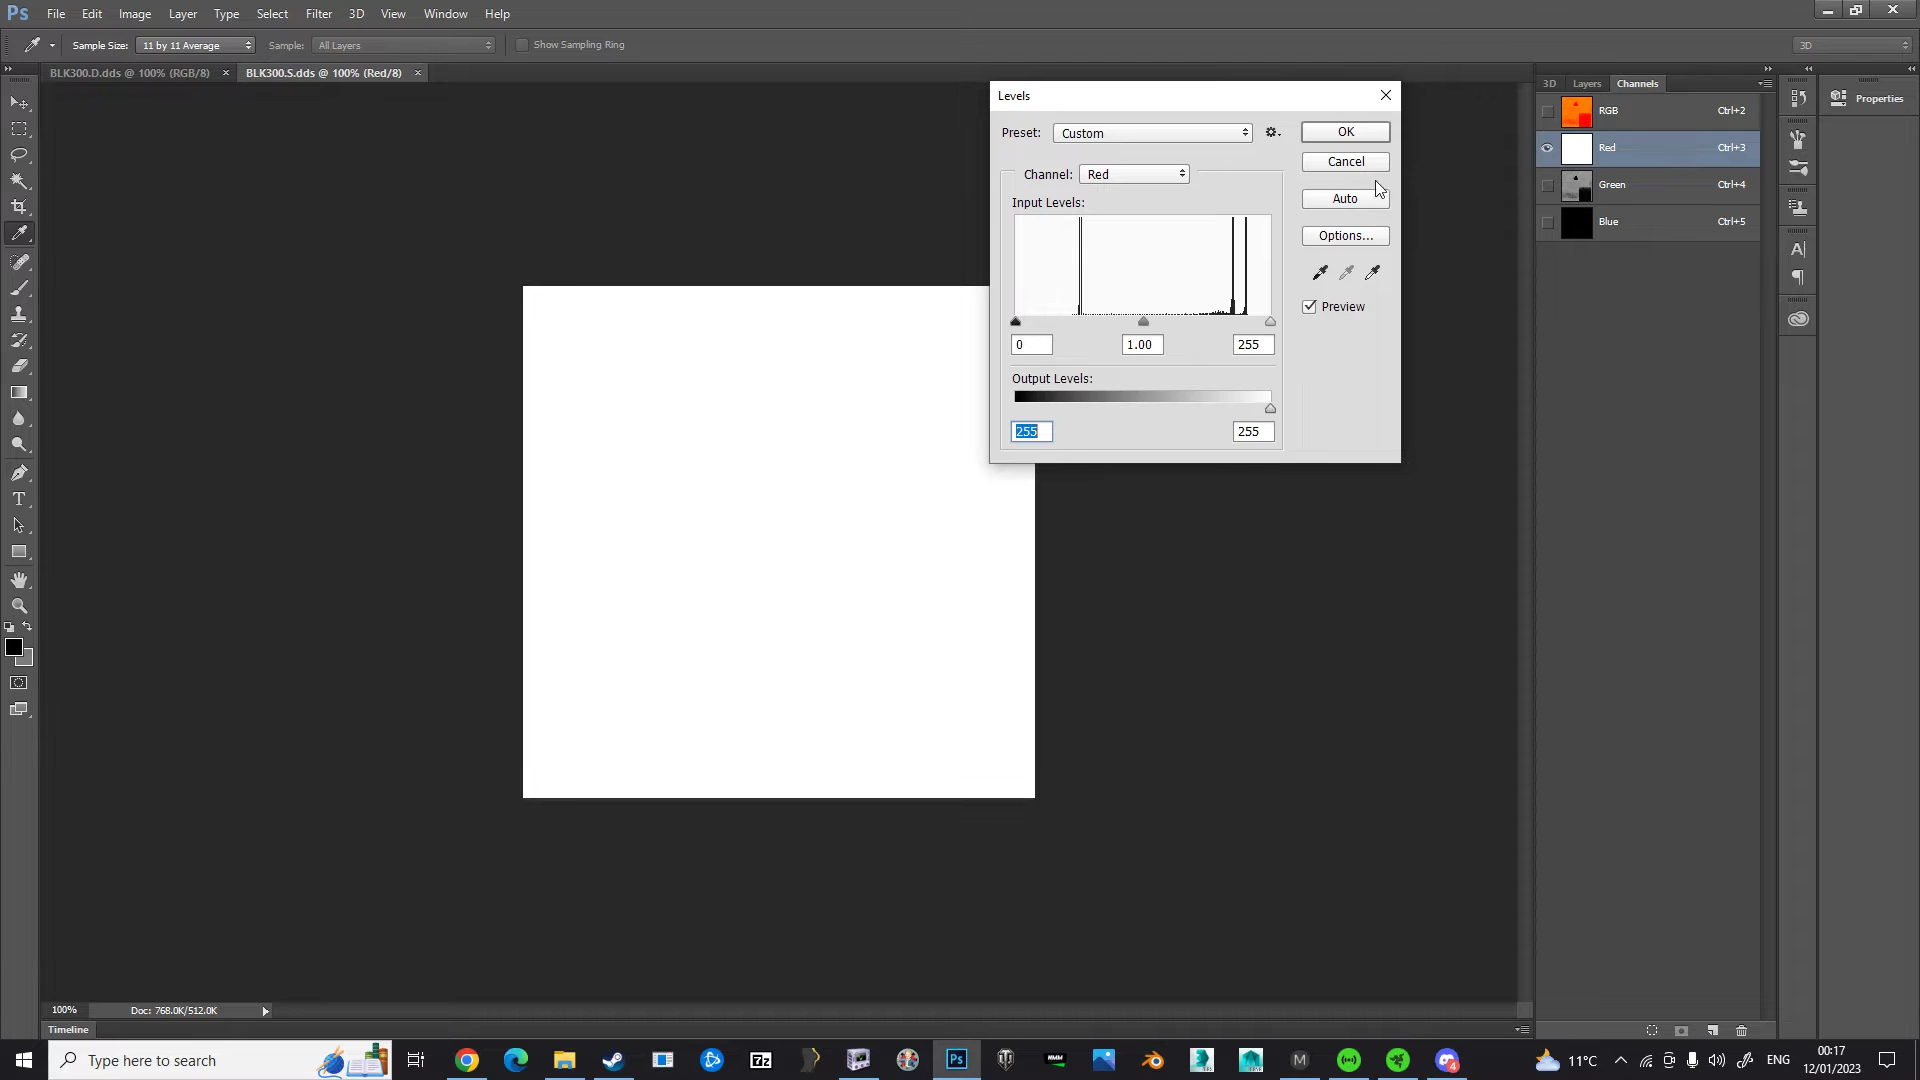 Ps File Edit Image Layer Type Select Filter 3D View Window Help
Sample Size: 11 by 11 Average Sample: All Layers Show Sampling Ring 3D
BLK300.D.dds @ 100% (RGB/8) × BLK300.S.dds @ 100% (Red/8) ×
Levels
Preset: Custom
OK
Cancel
Channel: Red
Auto
Input Levels:
Options...
Preview
0 1.00 255
Output Levels:
255 255
3D Layers Channels
RGB Ctrl+2
Red Ctrl+3
Green Ctrl+4
Blue Ctrl+5
Properties
100% Doc: 768.0K/512.0K
Timeline
Type here to search
7z
Ps
M
4
11°C
ENG
00:17
12/01/2023